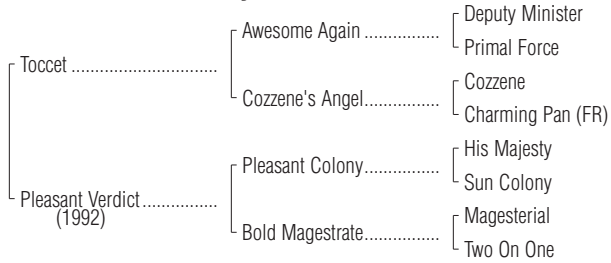 Deputy Minister
Awesome Again ................
Primal Force
Toccet ..............................
Cozzene
Cozzene's Angel................
Charming Pan (FR)
His Majesty
Pleasant Colony................
Sun Colony
Pleasant Verdict................
(1992)
Magesterial
Bold Magestrate................
Two On One